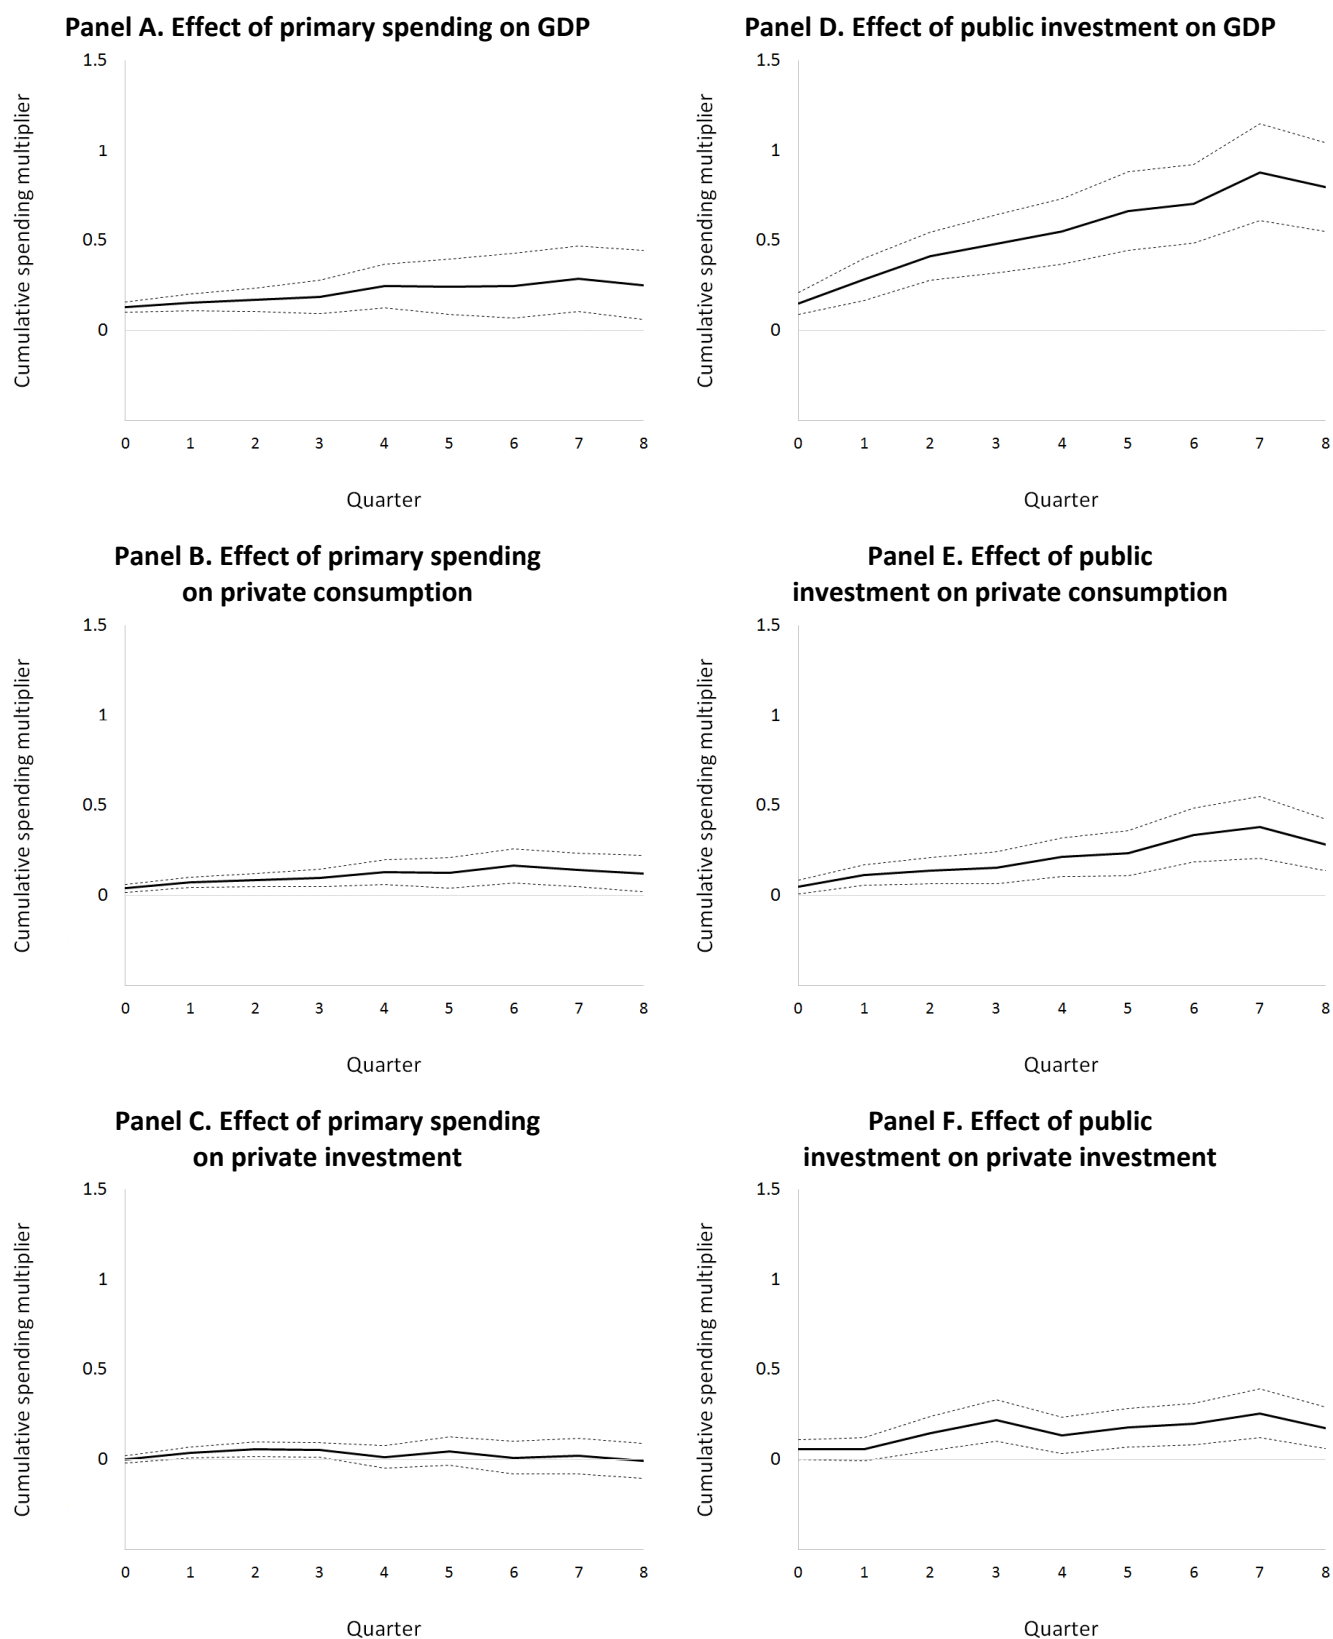 Panel A. Effect of primary spending on GDP
Cumulative spending multiplier
1.5
1
0.5
0
0 1 2 3 4 5 6 7 8
Quarter
Panel D. Effect of public investment on GDP
Cumulative spending multiplier
1.5
1
0.5
0
0 1 2 3 4 5 6 7 8
Quarter
Panel B. Effect of primary spending
on private consumption
Cumulative spending multiplier
1.5
1
0.5
0
0 1 2 3 4 5 6 7 8
Quarter
Panel E. Effect of public
investment on private consumption
Cumulative spending multiplier
1.5
1
0.5
0
0 1 2 3 4 5 6 7 8
Quarter
Panel C. Effect of primary spending
on private investment
Cumulative spending multiplier
1.5
1
0.5
0
0 1 2 3 4 5 6 7 8
Quarter
Panel F. Effect of public
investment on private investment
Cumulative spending multiplier
1.5
1
0.5
0
0 1 2 3 4 5 6 7 8
Quarter